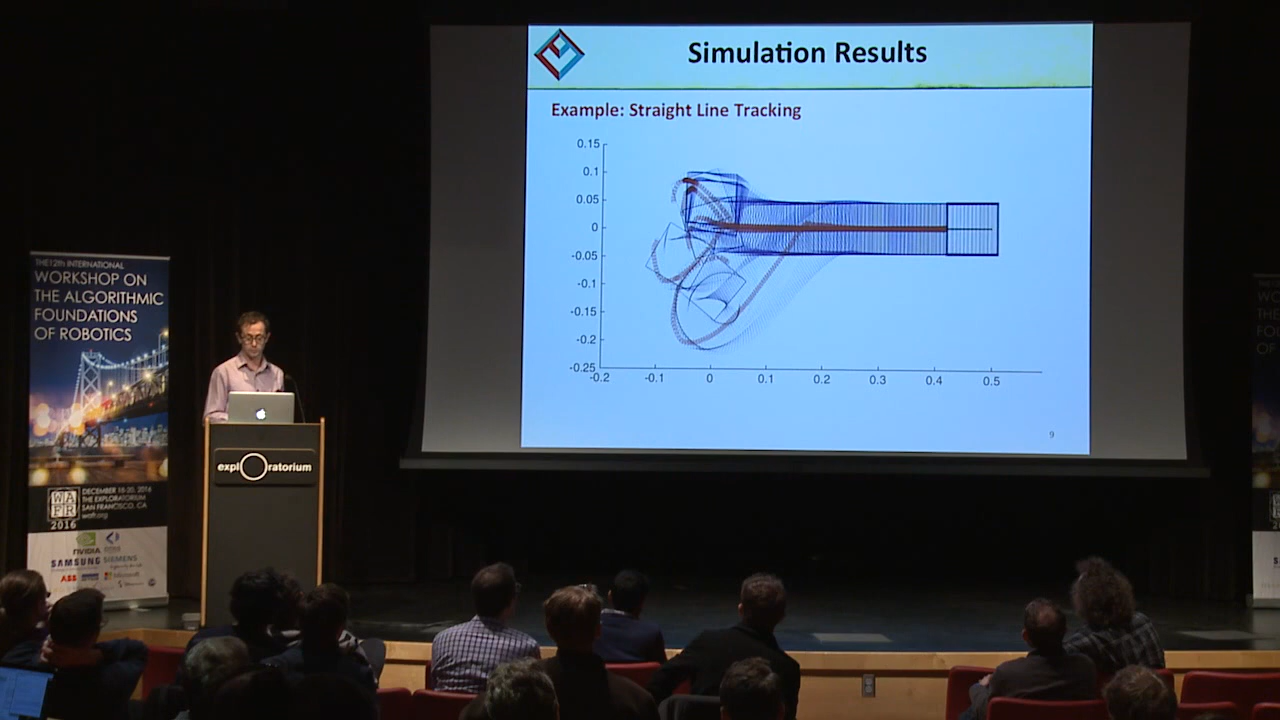 Simulation Results
Example: Straight Line Tracking
0.15
0.1
0.05
0
-0.05
-0.1
-0.15
-0.2
-0.25
-0.2
-0.1
0
0.1
0.2
0.3
0.4
0.5
9
THE 12th INTERNATIONAL
WORKSHOP ON
THE ALGORITHMIC
FOUNDATIONS
OF ROBOTICS
WAFR
2016
DECEMBER 18-20, 2016
THE EXPLORATORIUM
SAN FRANCISCO, CA
wafr.org
NVIDIA
SAMSUNG SIEMENS
ABB
Microsoft
explOratorium